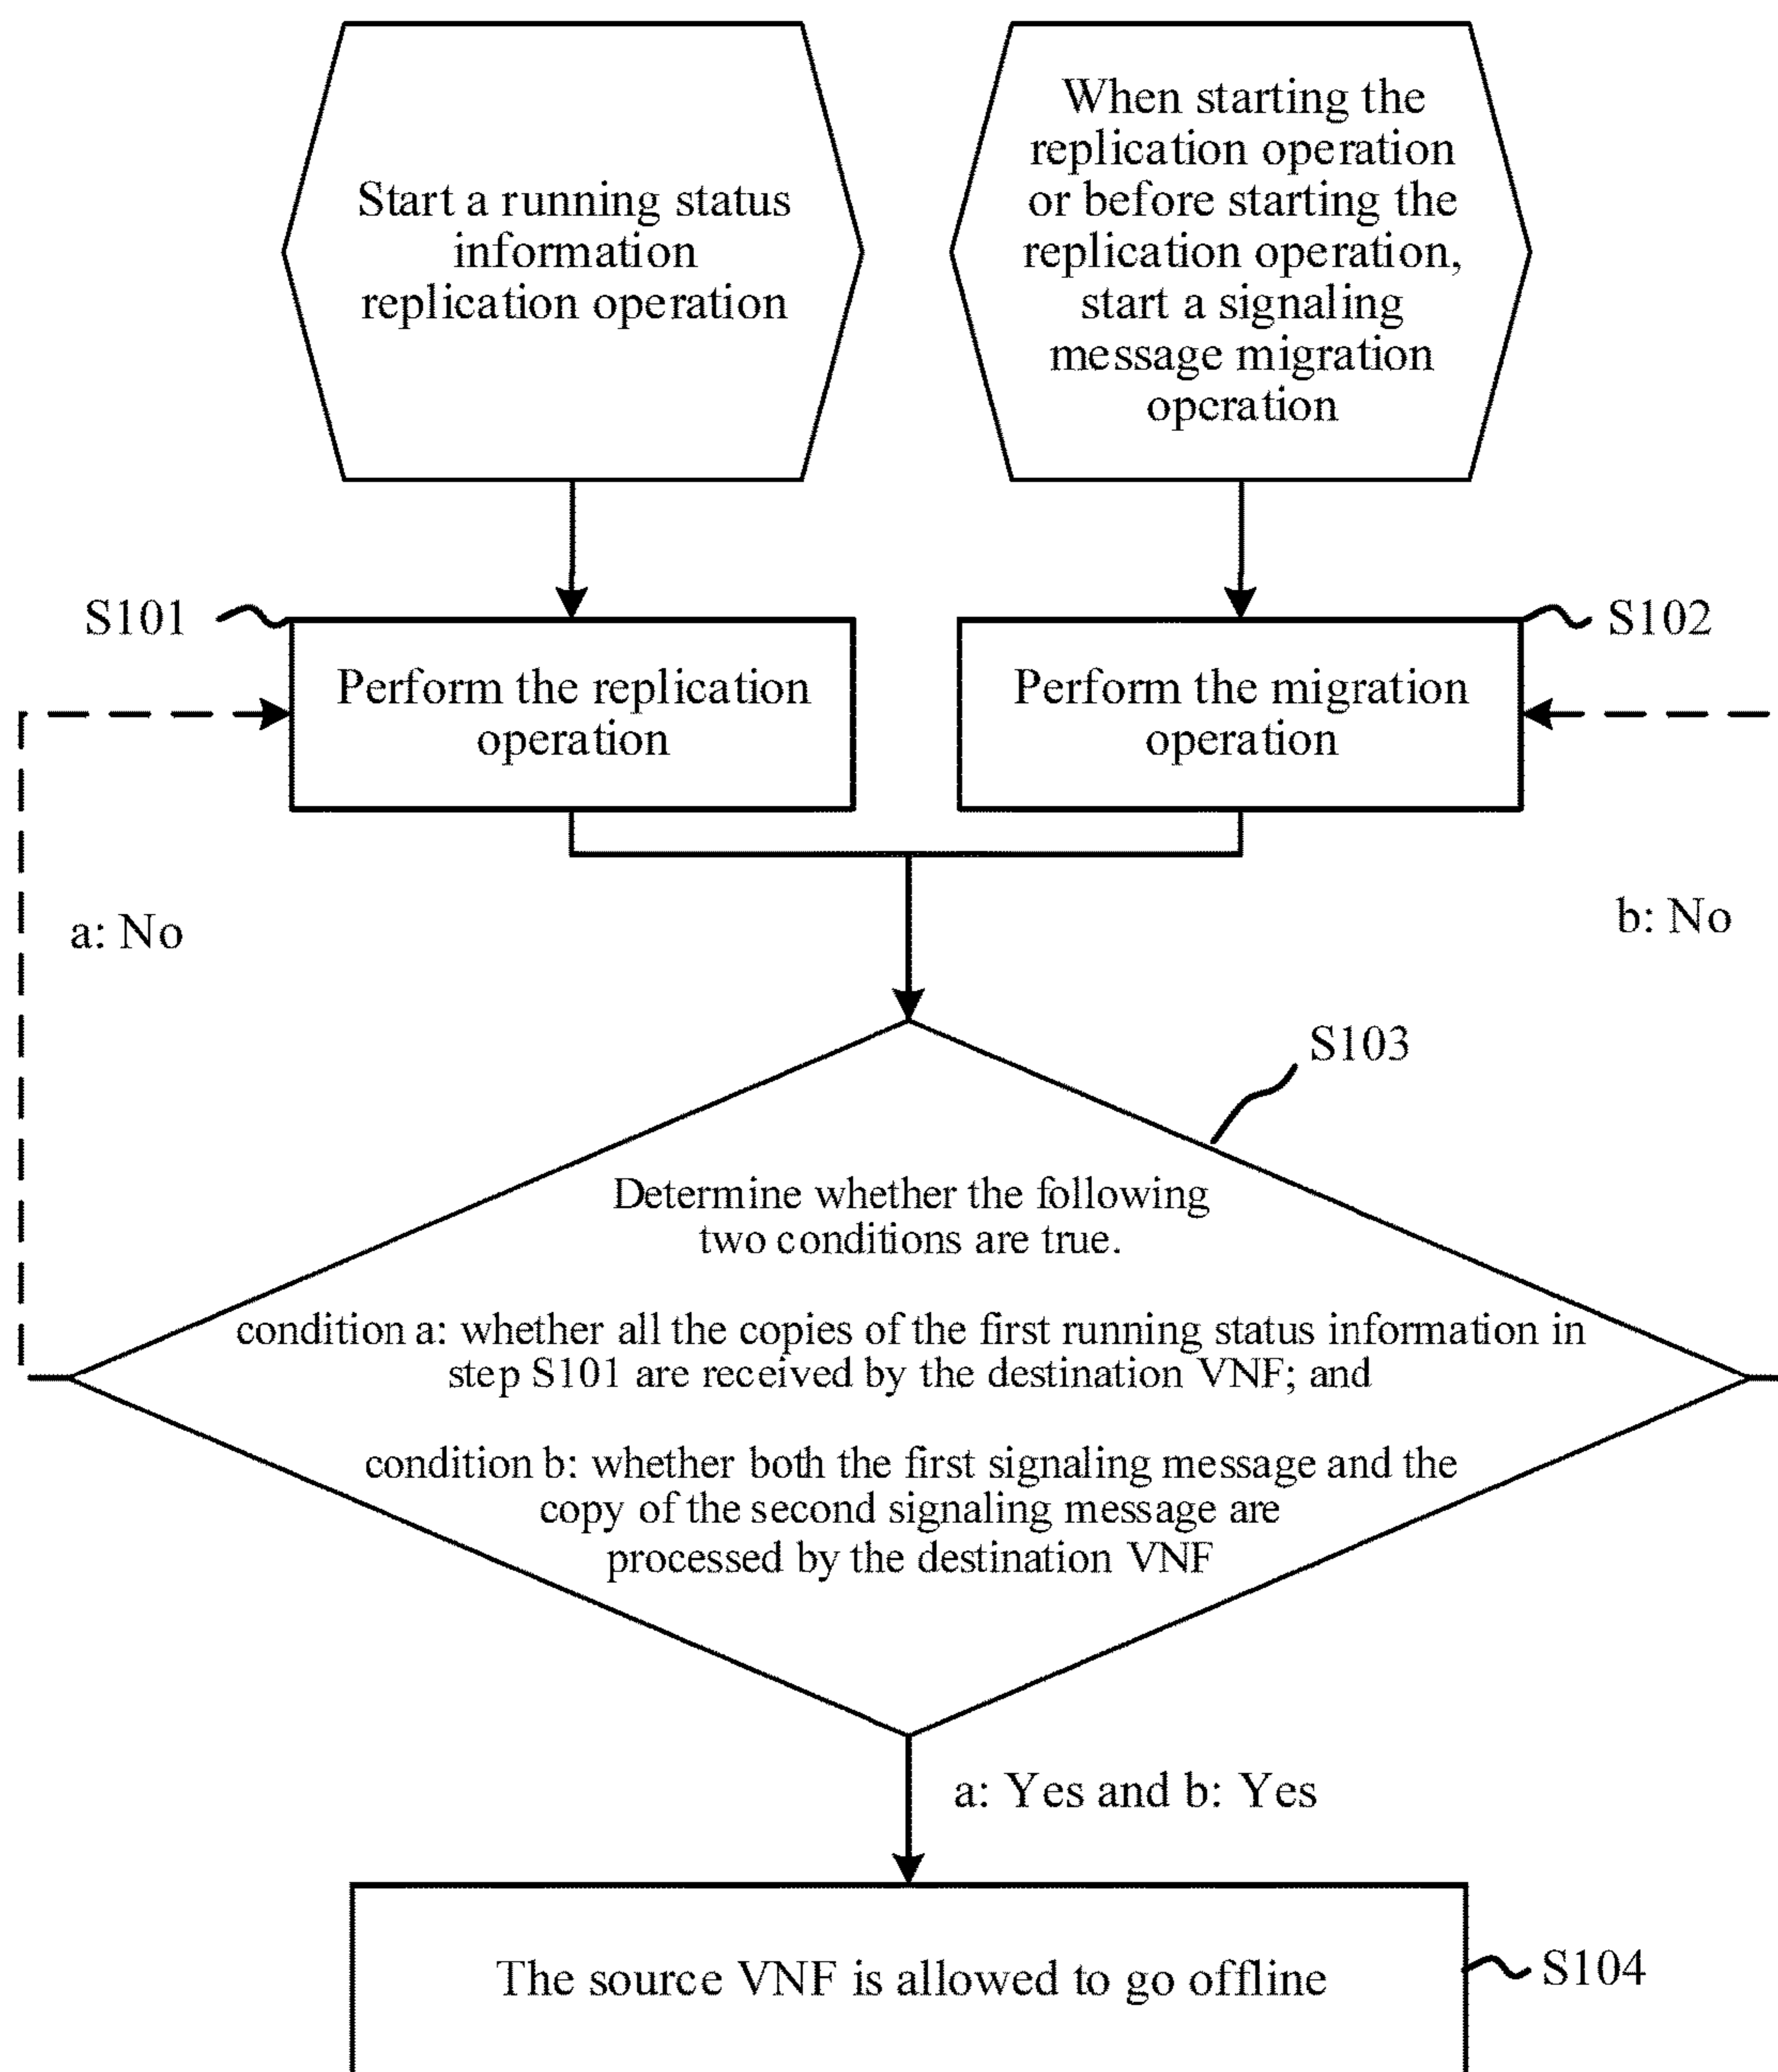 Start a running status
information
replication operation
When starting the
replication operation
or before starting the
replication operation,
start a signaling
message migration
opcration
S101
Perform the replication
operation
Perform the migration
operation
S102
a: No
b: No
S103
Determine whether the following
two conditions are true.
condition a: whether all the copies of the first running status information in
step S101 are received by the destination VNF; and
condition b: whether both the first signaling message and the
copy of the second signaling message are
processed by the destination VNF
a: Yes and b: Yes
The source VNF is allowed to go offline
S104